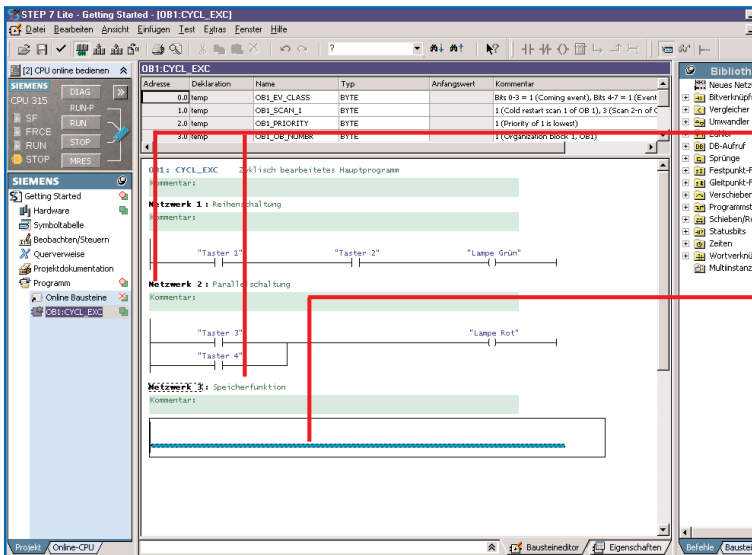 STEP 7 Lite - Getting Started - [OB1:CYCL_EXC]
Datei Bearbeiten Ansicht Einfügen Test Extras Fenster Hilfe
?
[2] CPU online bedienen
SIEMENS
CPU 315
DIAG
SF
RUN-P
FRCE
RUN
RUN
STOP
STOP
MRES
SIEMENS
Getting Started
Hardware
Symboltabelle
Beobachten/Steuern
Querverweise
Projektdokumentation
Programm
Online Bausteine
OB1:CYCL_EXC
Projekt Online-CPU
OB1:CYCL_EXC
Adresse Deklaration Name Typ Anfangswert Kommentar
0.0 temp OB1_EV_CLASS BYTE Bits 0-3 = 1 (Coming event), Bits 4-7 = 1 (Event
1.0 temp OB1_SCAN_1 BYTE 1 (Cold restart scan 1 of OB 1), 3 (Scan 2-n of O
2.0 temp OB1_PRIORITY BYTE 1 (Priority of 1 is lowest)
3.0 temp OB1_OB_NUMBR BYTE 1 (Organization block 1, OB1)
OB1: CYCL_EXC Zyklisch bearbeitetes Hauptprogramm
Kommentar:
Netzwerk 1: Reihenschaltung
Kommentar:
"Taster 1" "Taster 2" "Lampe Grün"
Netzwerk 2: Parallelschaltung
Kommentar:
"Taster 3" "Lampe Rot"
"Taster 4"
Netzwerk 3: Speicherfunktion
Kommentar:
Bausteineditor Eigenschaften
Biblioth
Neues Netz
Bitverknüpf
Vergleicher
Umwandler
Zähler
DB-Aufruf
Sprünge
Festpunkt-F
Gleitpunkt-F
Verschieben
Programmst
Schieben/Ro
Statusbits
Zeiten
Wortverknü
Multiinstanz
Befehle Baustei